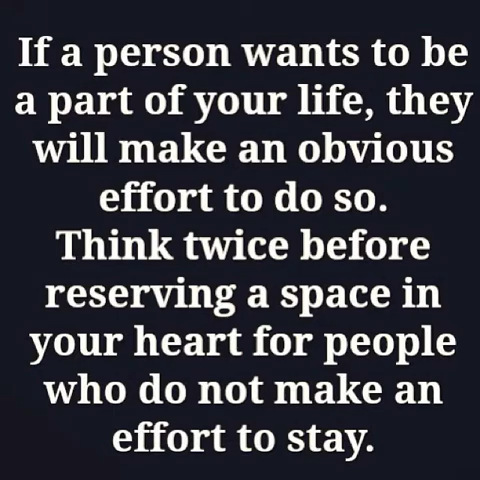 If a person wants to be
a part of your life, they
will make an obvious
effort to do so.
Think twice before
reserving a space in
your heart for people
who do not make an
effort to stay.